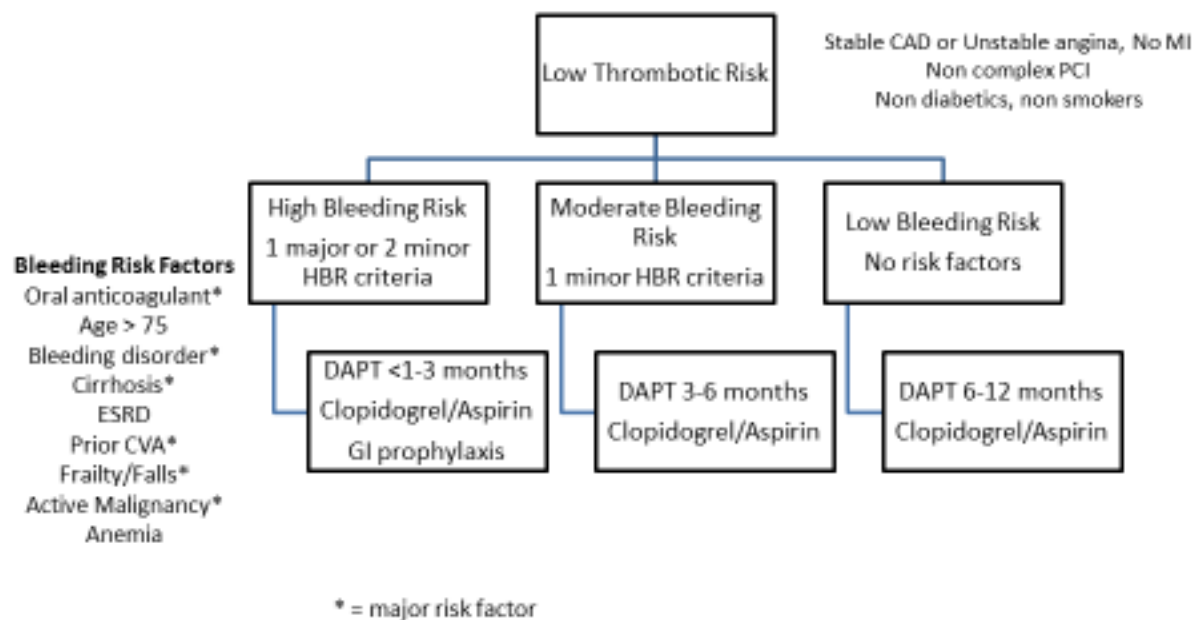 Low Thrombotic Risk
Stable CAD or Unstable angina, No MI
Non complex PCI
Non diabetics, non smokers
High Bleeding Risk
1 major or 2 minor
HBR criteria
Moderate Bleeding
Risk
1 minor HBR criteria
Low Bleeding Risk
No risk factors
Bleeding Risk Factors
Oral anticoagulant*
Age > 75
Bleeding disorder*
Cirrhosis*
ESRD
Prior CVA*
Frailty/Falls*
Active Malignancy*
Anemia
DAPT <1-3 months
Clopidogrel/Aspirin
GI prophylaxis
DAPT 3-6 months
Clopidogrel/Aspirin
DAPT 6-12 months
Clopidogrel/Aspirin
* = major risk factor